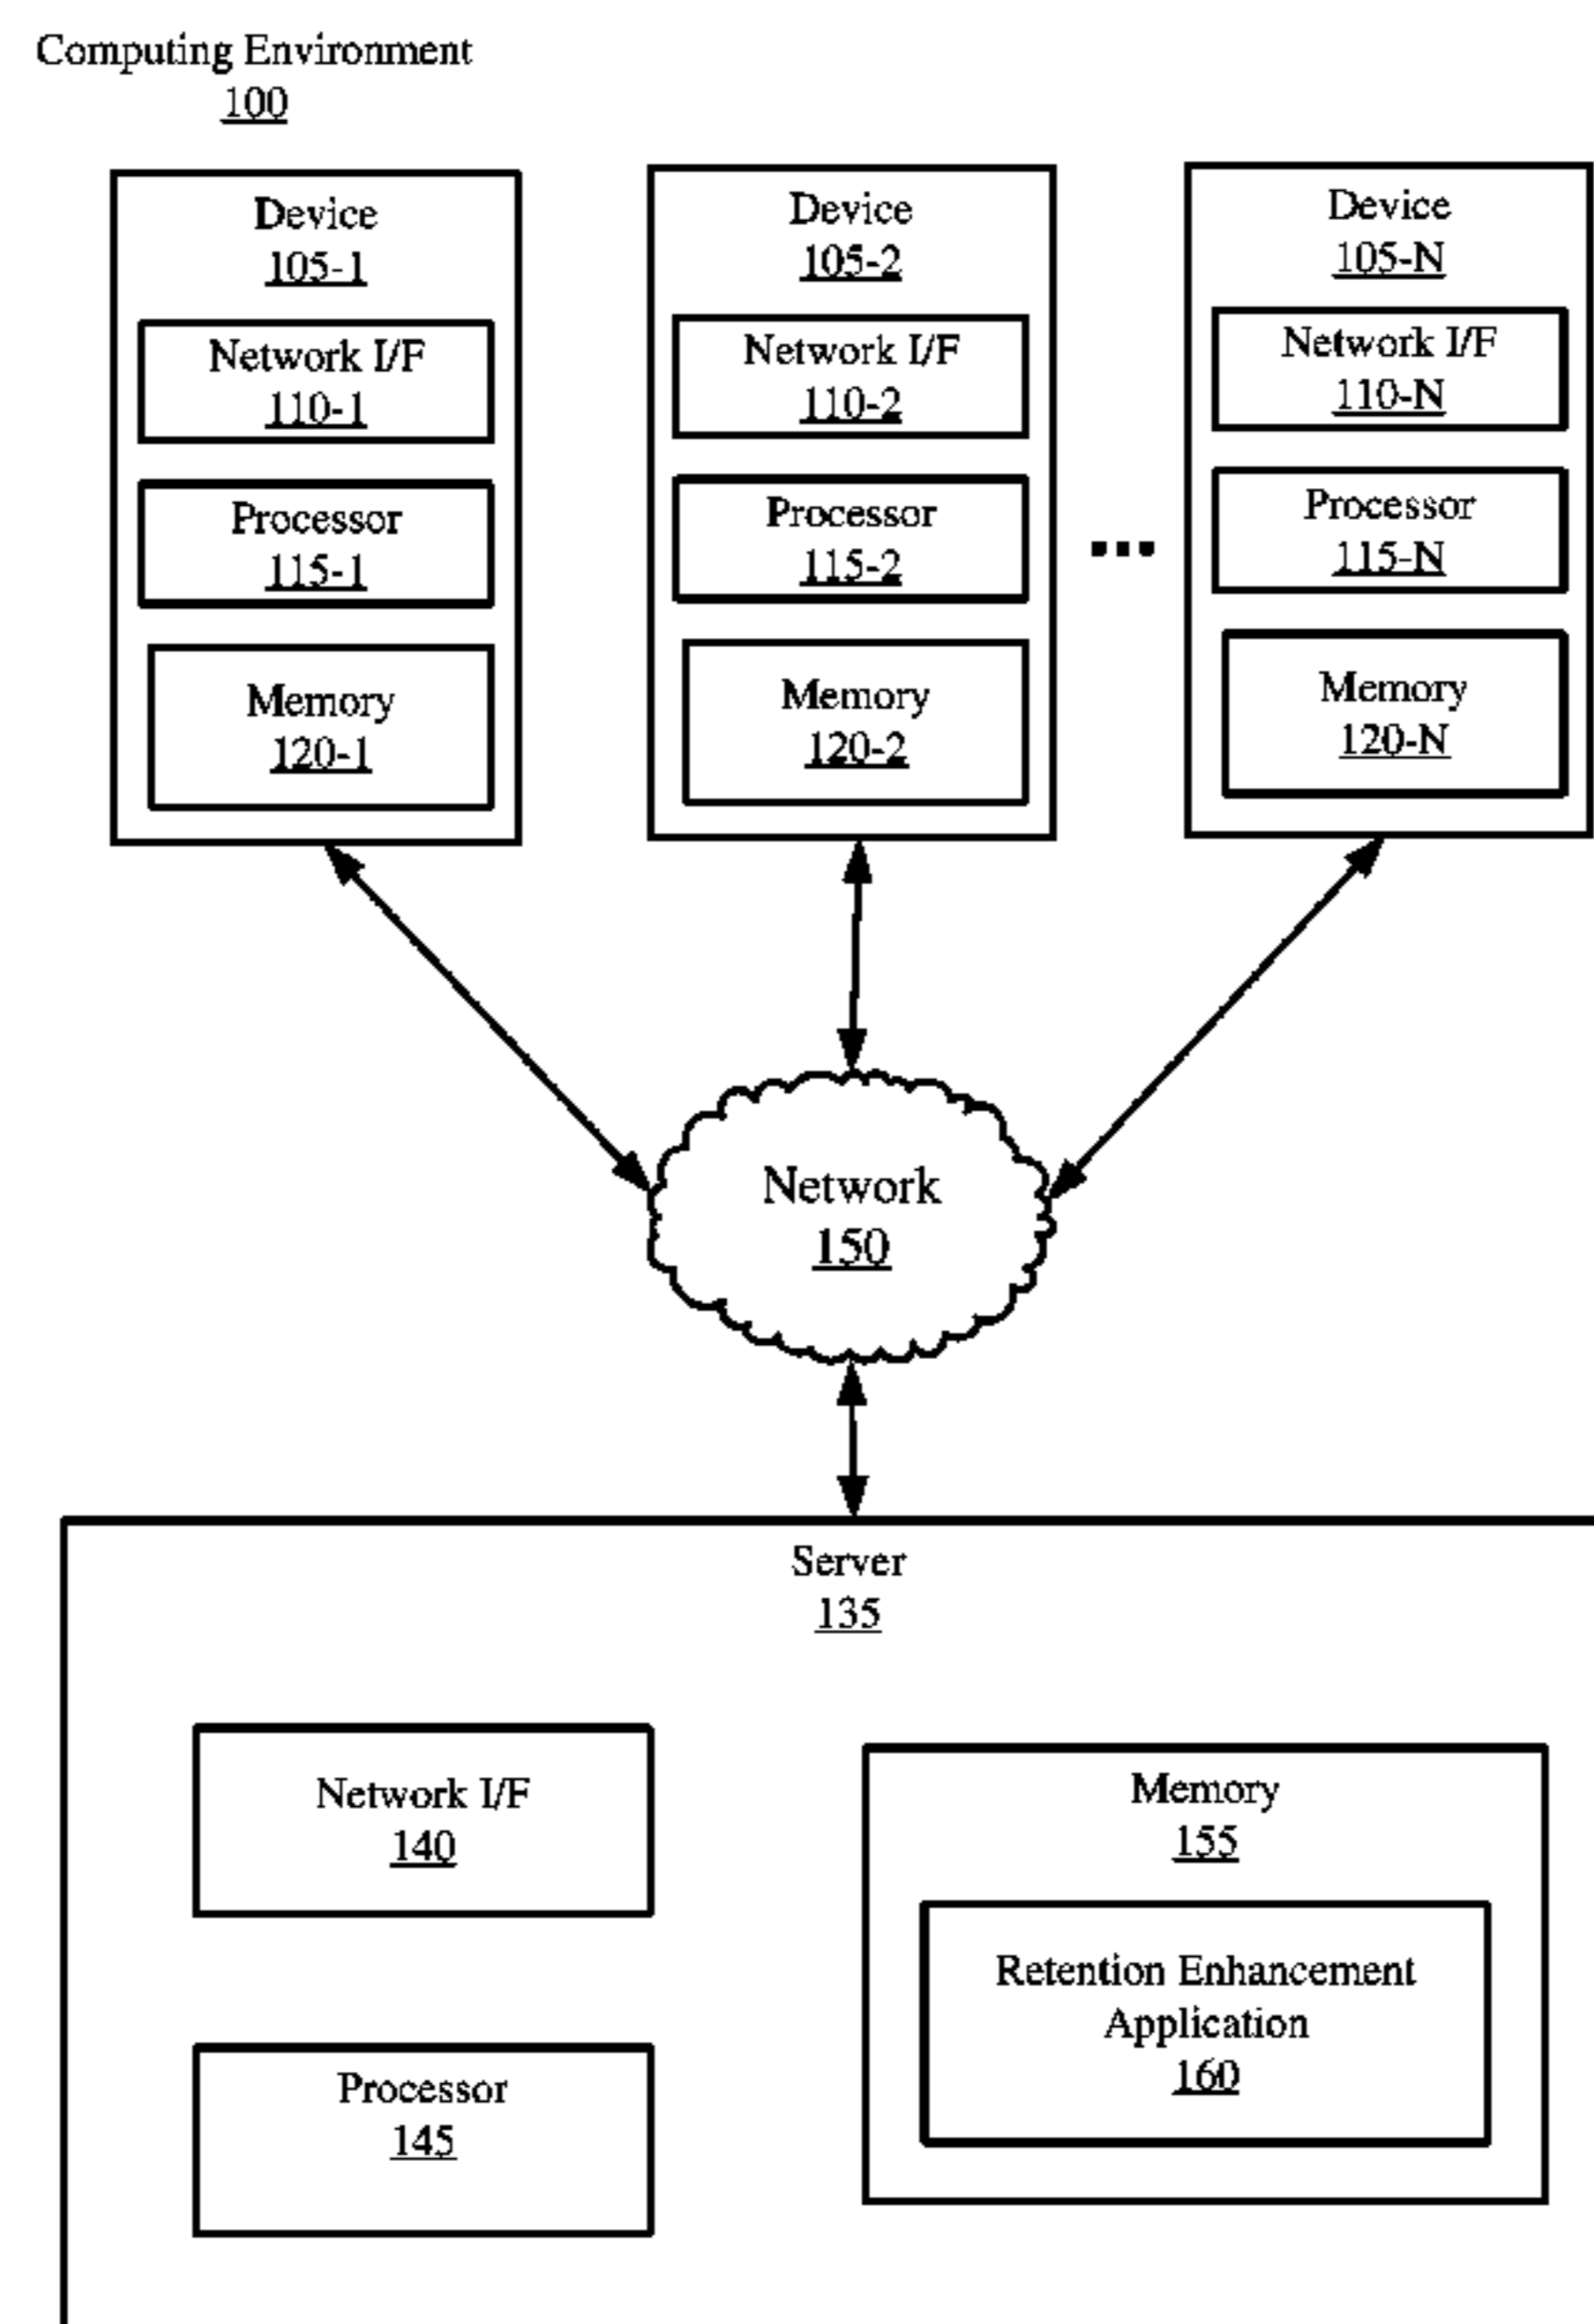 Computing Environment
100
Device
105-1
Network I/F
110-1
Processor
115-1
Memory
120-1
Device
105-2
Network I/F
110-2
Processor
115-2
Memory
120-2
...
Device
105-N
Network I/F
110-N
Processor
115-N
Memory
120-N
Network
150
Server
135
Network I/F
140
Processor
145
Memory
155
Retention Enhancement
Application
160